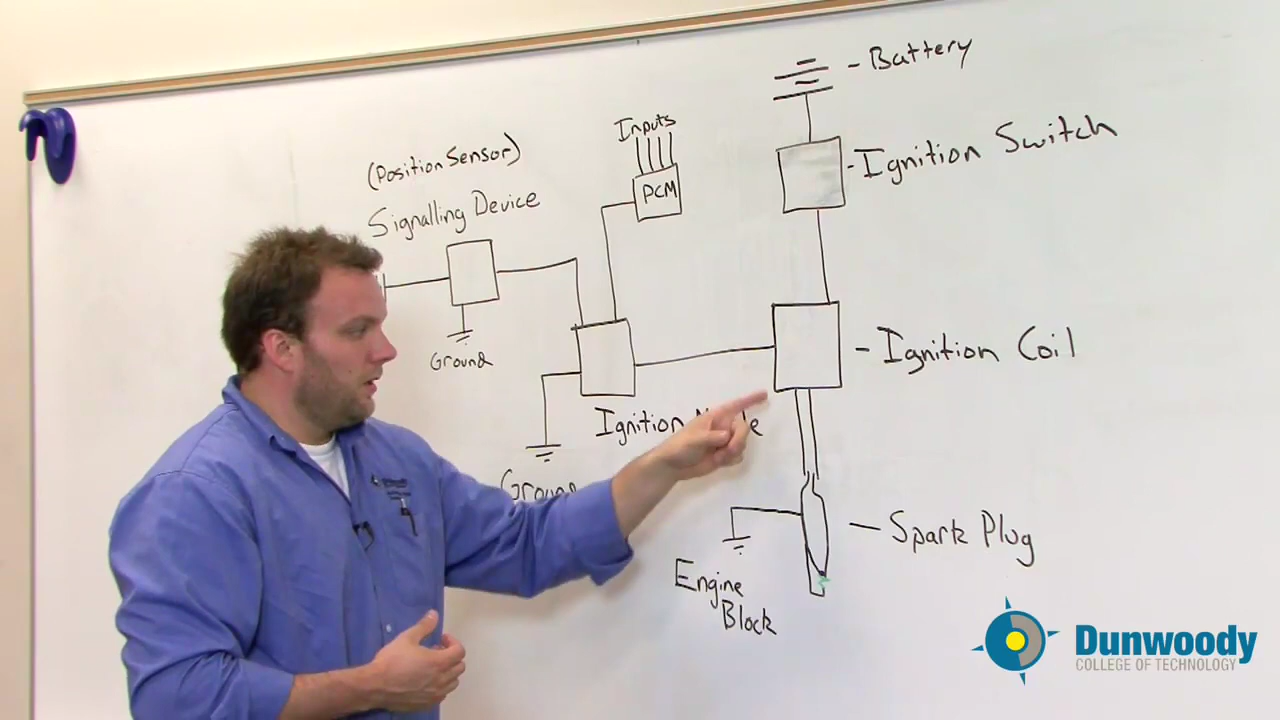 Battery
Inputs
Ignition Switch
(Position Sensor)
PCM
Signalling Device
Ground
Ignition Coil
Ignition
Ground
Spark Plug
Engine
Block
Dunwoody
COLLEGE OF TECHNOLOGY